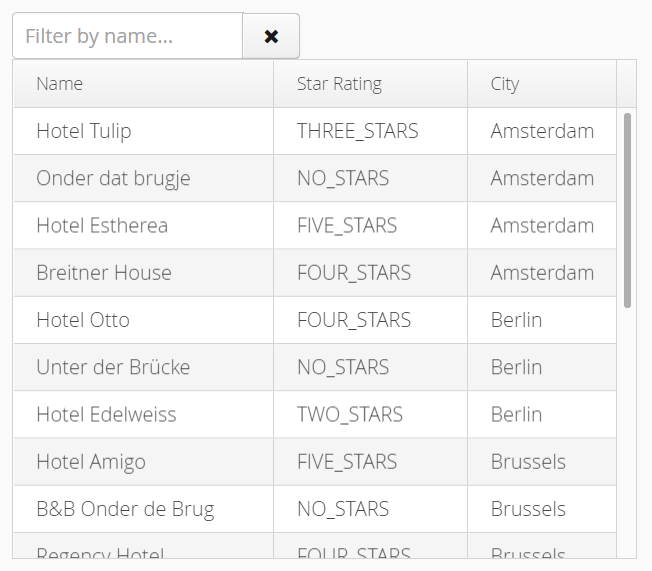 Filter by name...
Name Star Rating City
Hotel Tulip THREE_STARS Amsterdam
Onder dat brugje NO_STARS Amsterdam
Hotel Estherea FIVE_STARS Amsterdam
Breitner House FOUR_STARS Amsterdam
Hotel Otto FOUR_STARS Berlin
Unter der Brücke NO_STARS Berlin
Hotel Edelweiss TWO_STARS Berlin
Hotel Amigo FIVE_STARS Brussels
B&B Onder de Brug NO_STARS Brussels
Regency Hotel FOUR_STARS Brussels